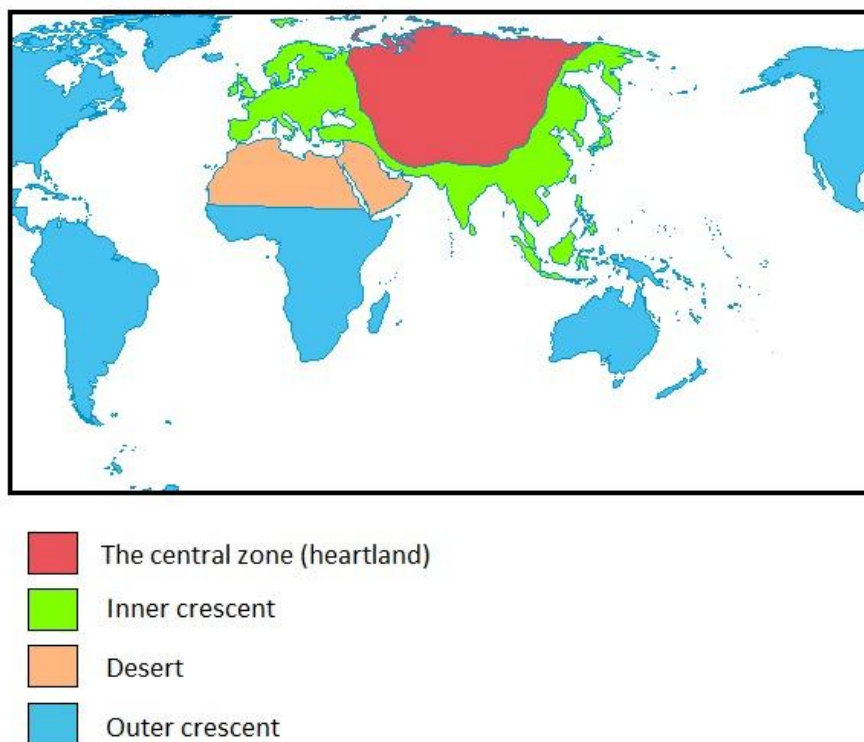 The central zone (heartland)
Inner crescent
Desert
Outer crescent